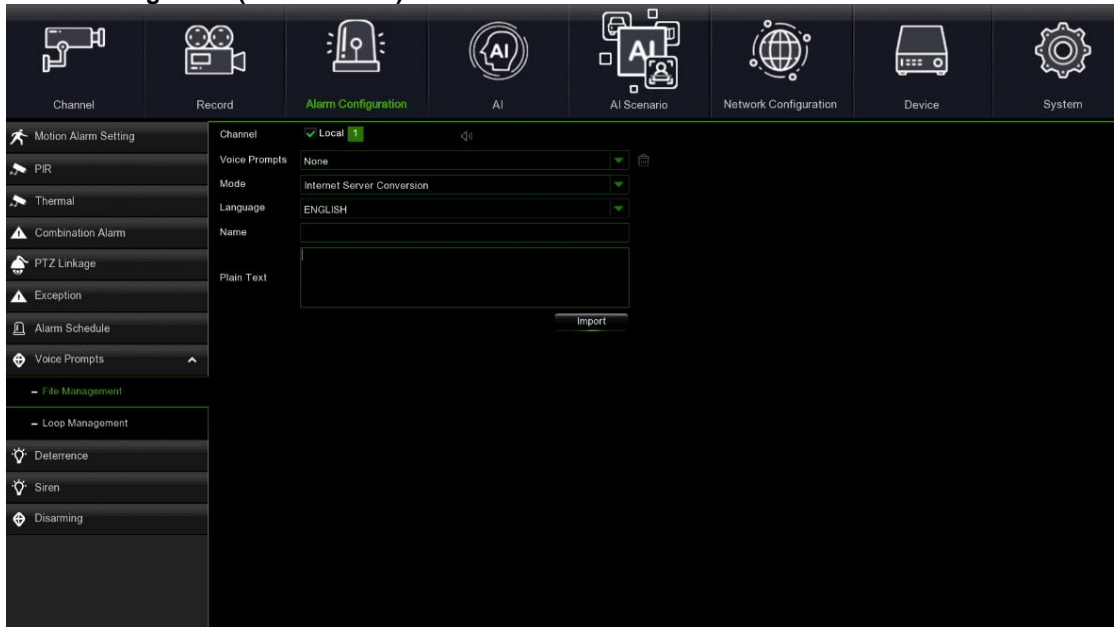 Channel Record Alarm Configuration AI AI Scenario Network Configuration Device System
AI
AI
Motion Alarm Setting
PIR
Thermal
Combination Alarm
PTZ Linkage
Exception
Alarm Schedule
Voice Prompts
File Management
Loop Management
Deterrence
Siren
Disarming
Channel Local 1
Voice Prompts None
Mode Internet Server Conversion
Language ENGLISH
Name
Plain Text
Import